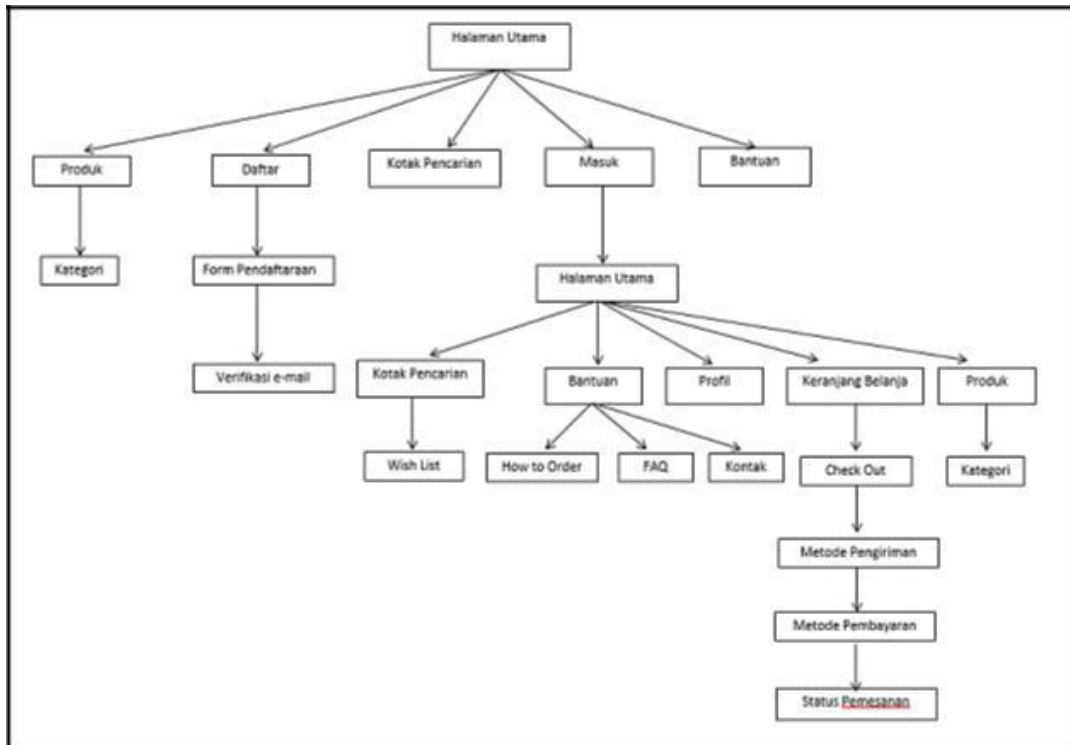 Halaman Utama
Produk
Daftar
Kotak Pencarian
Masuk
Bantuan
Kategori
Form Pendaftaraan
Halaman Utama
Verifikasi e-mail
Kotak Pencarian
Bantuan
Profil
Keranjang Belanja
Produk
Wish List
How to Order
FAQ
Kontak
Check Out
Kategori
Metode Pengiriman
Metode Pembayaran
Status Pemesanan